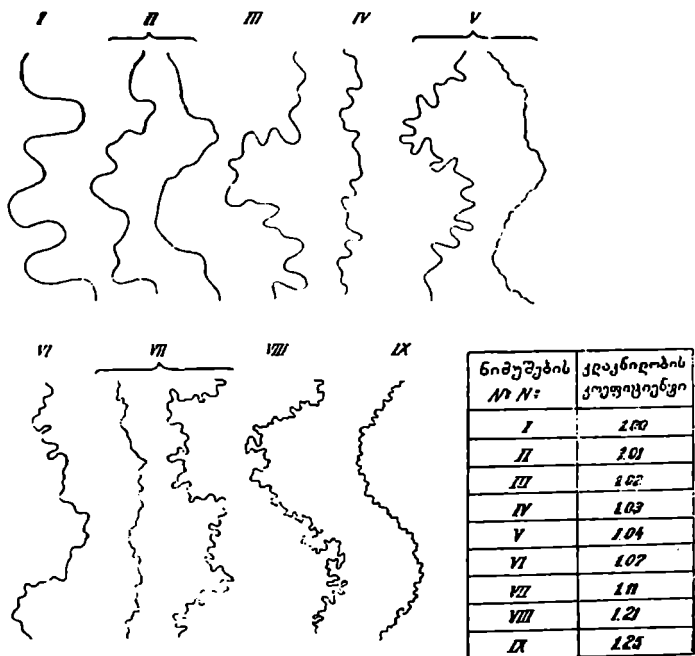 I II III IV V
VI VII VIII IX
ნიმუშების კლაკნილობის
№ №: კოეფიციენტი
I 1.00
II 1.01
III 1.02
IV 1.03
V 1.04
VI 1.07
VII 1.11
VIII 1.21
IX 1.25